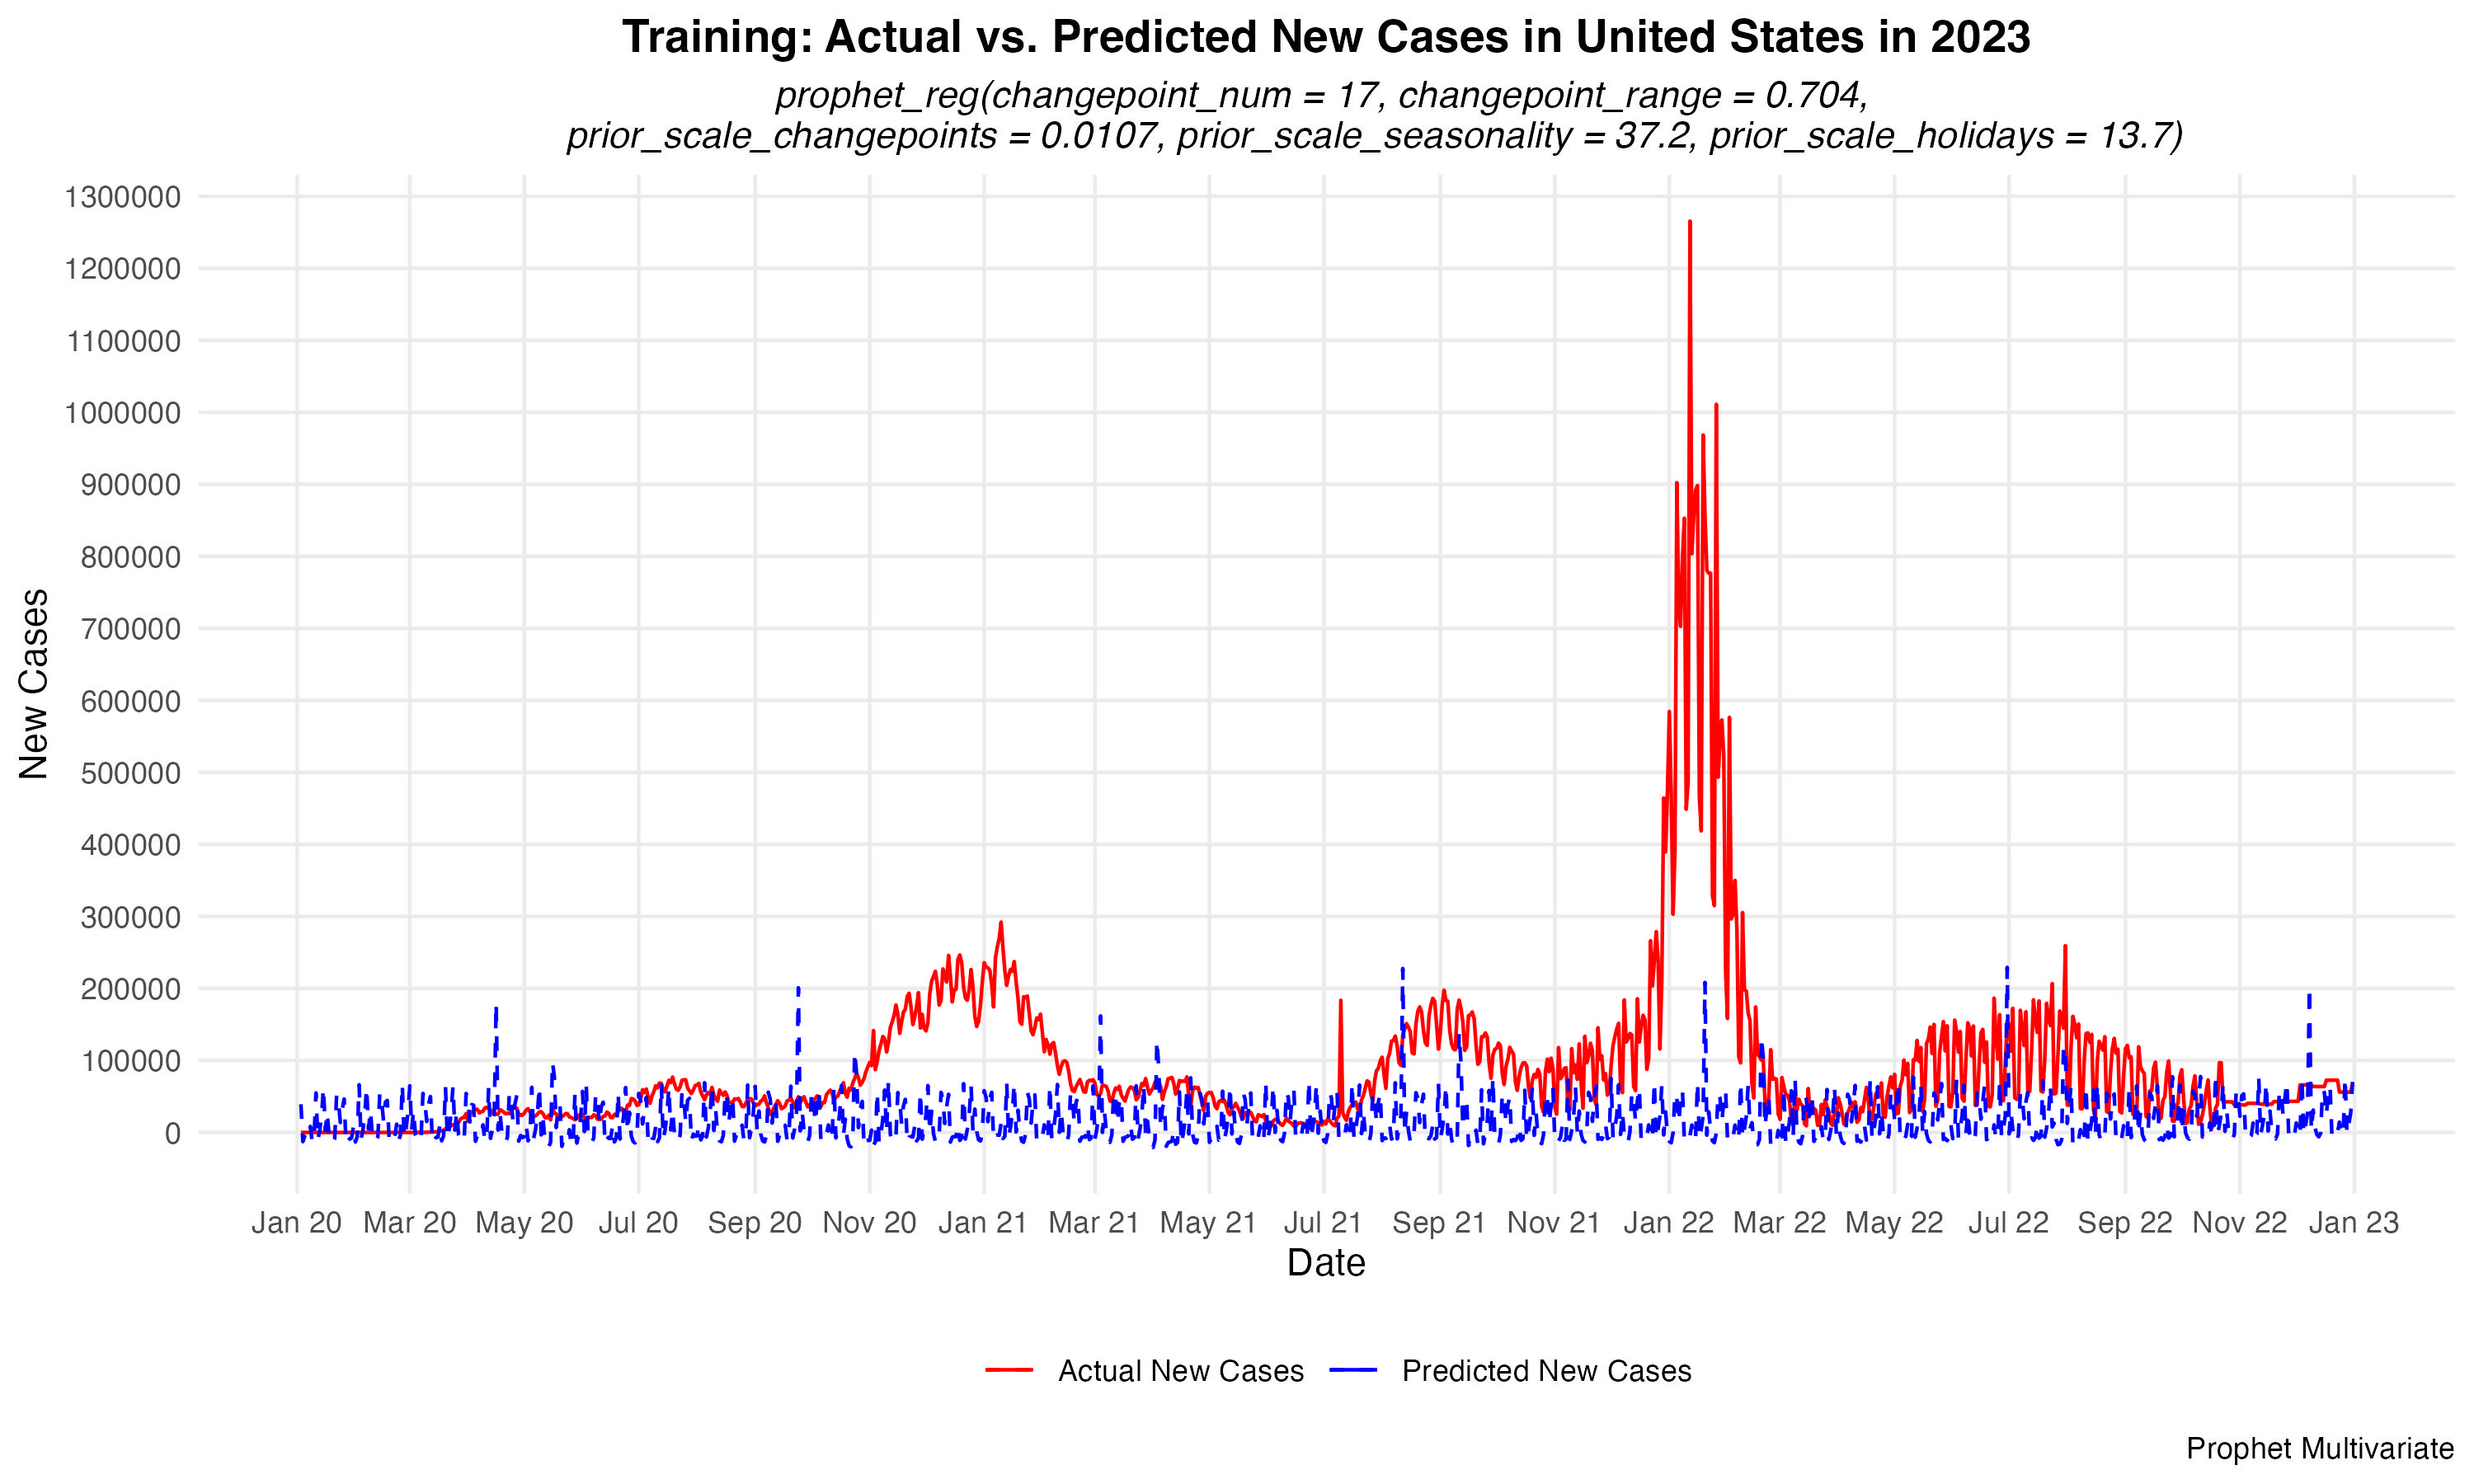 Training: Actual vs. Predicted New Cases in United States in 2023
prophet_reg(changepoint_num = 17, changepoint_range = 0.704,
prior_scale_changepoints = 0.0107, prior_scale_seasonality = 37.2, prior_scale_holidays = 13.7)
New Cases
1300000
1200000
1100000
1000000
900000
800000
700000
600000
500000
400000
300000
200000
100000
0
Jan 20 Mar 20 May 20 Jul 20 Sep 20 Nov 20 Jan 21 Mar 21 May 21 Jul 21 Sep 21 Nov 21 Jan 22 Mar 22 May 22 Jul 22 Sep 22 Nov 22 Jan 23
Date
Actual New Cases Predicted New Cases
Prophet Multivariate